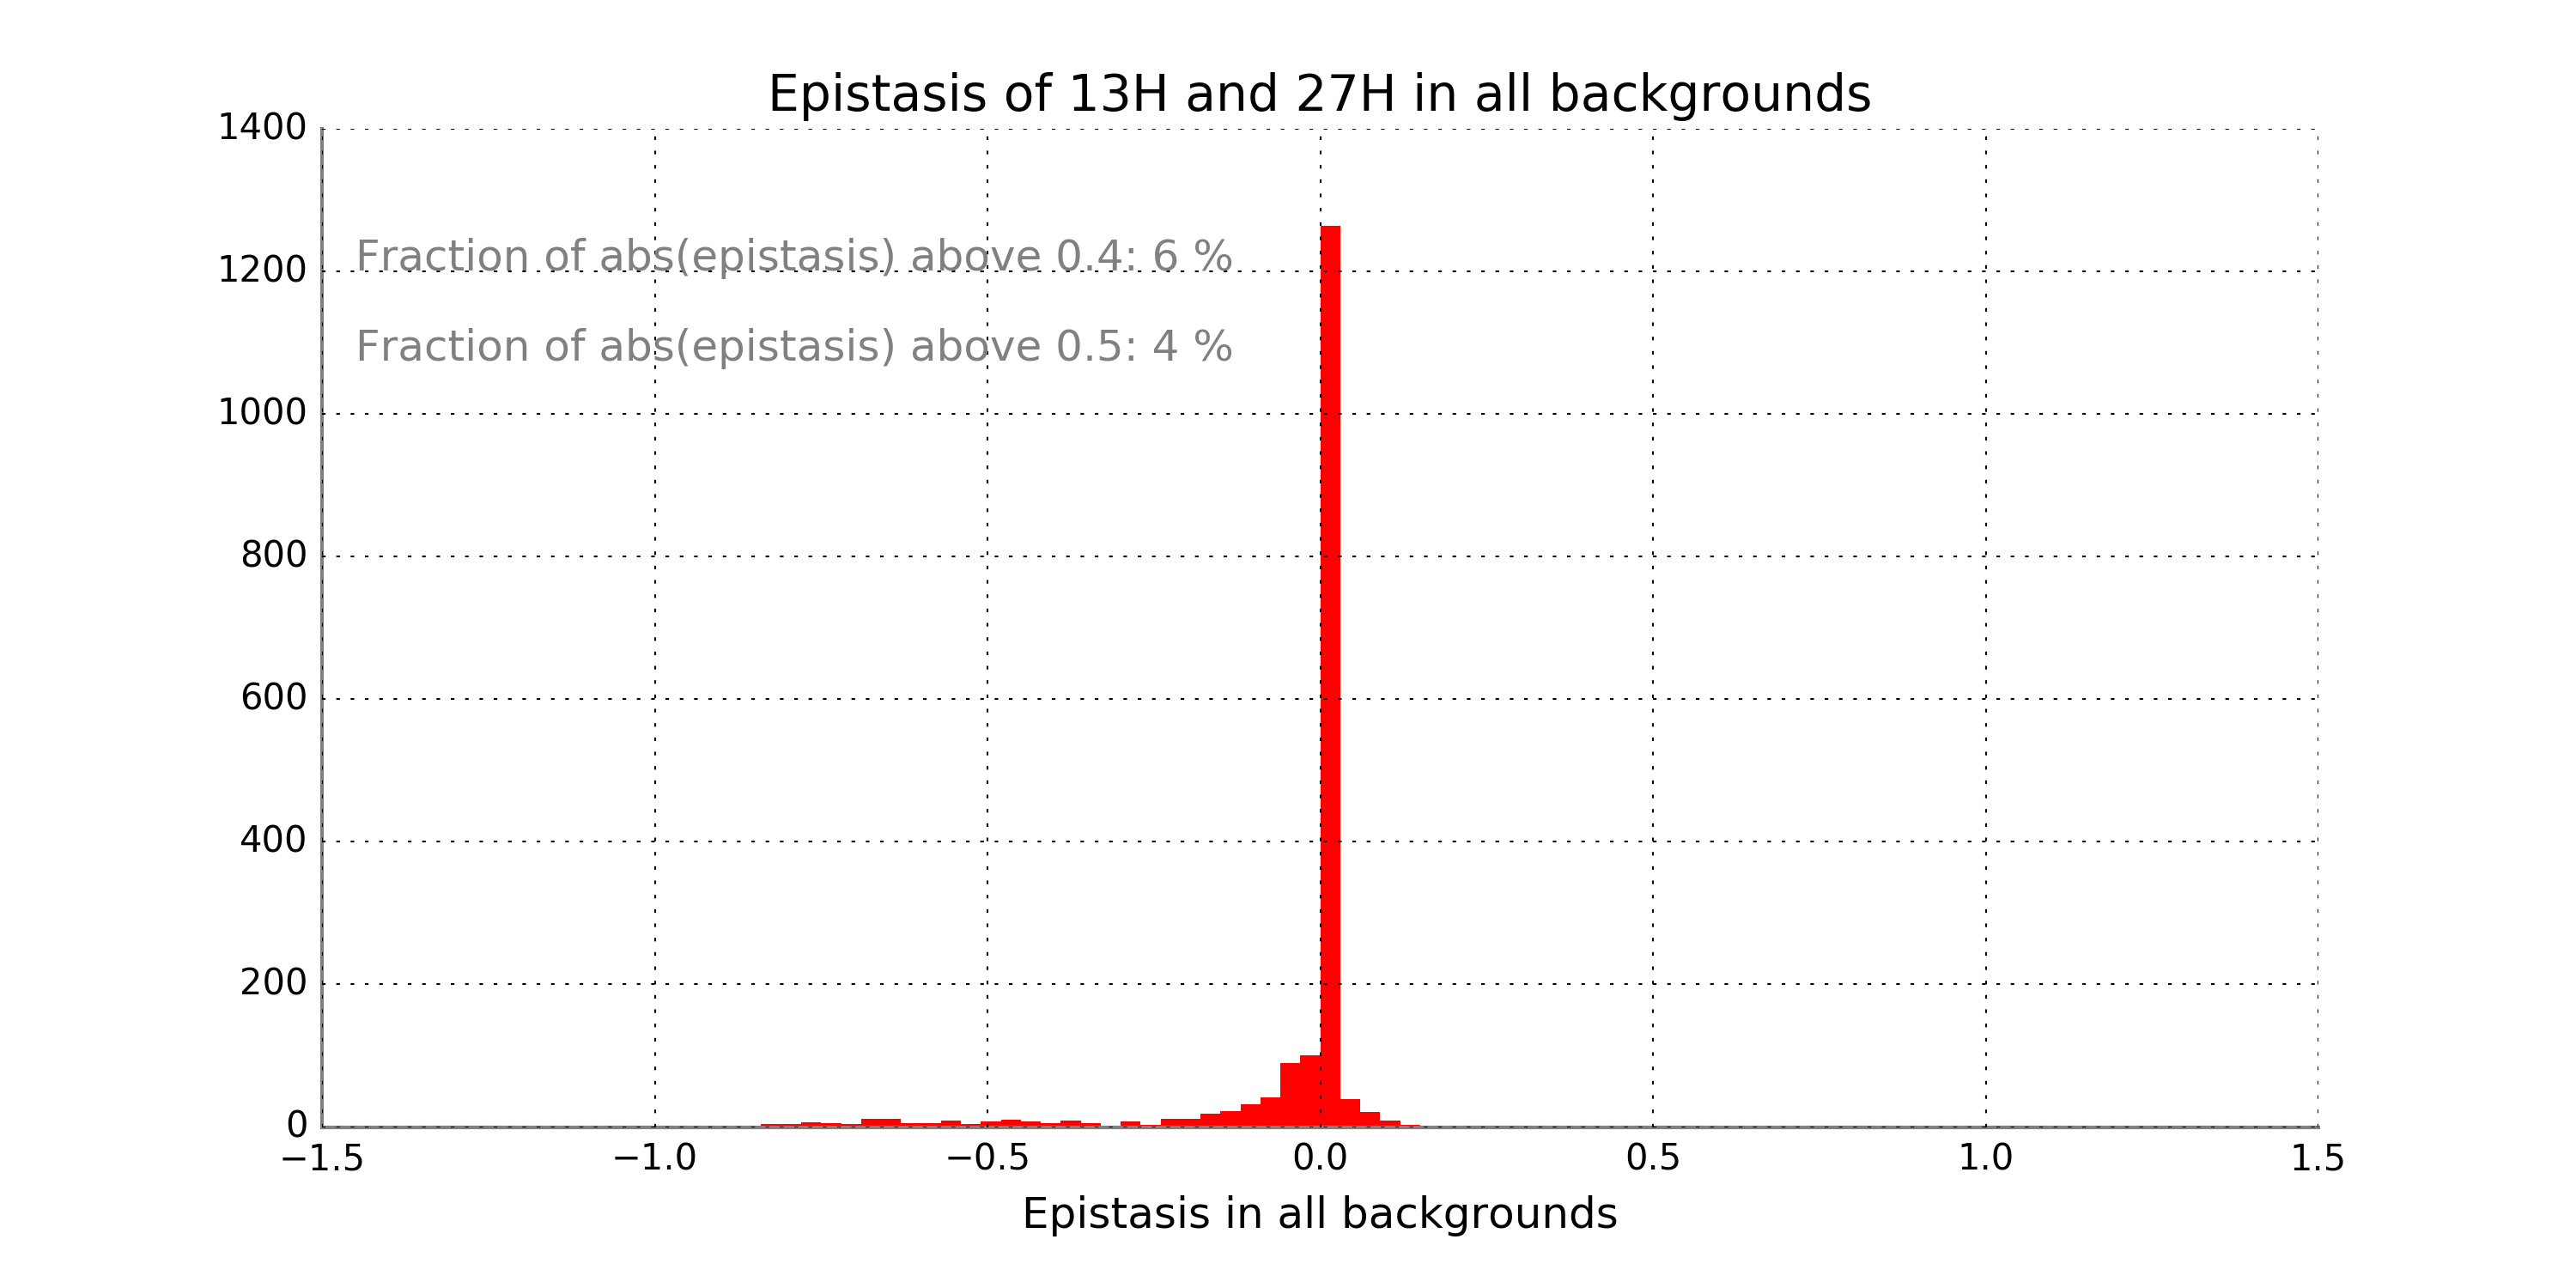 Epistasis of 13H and 27H in all backgrounds
1400
1200
1000
800
600
400
200
0
Fraction of abs(epistasis) above 0.4: 6 %
Fraction of abs(epistasis) above 0.5: 4 %
−1.5 −1.0 −0.5 0.0 0.5 1.0 1.5
Epistasis in all backgrounds